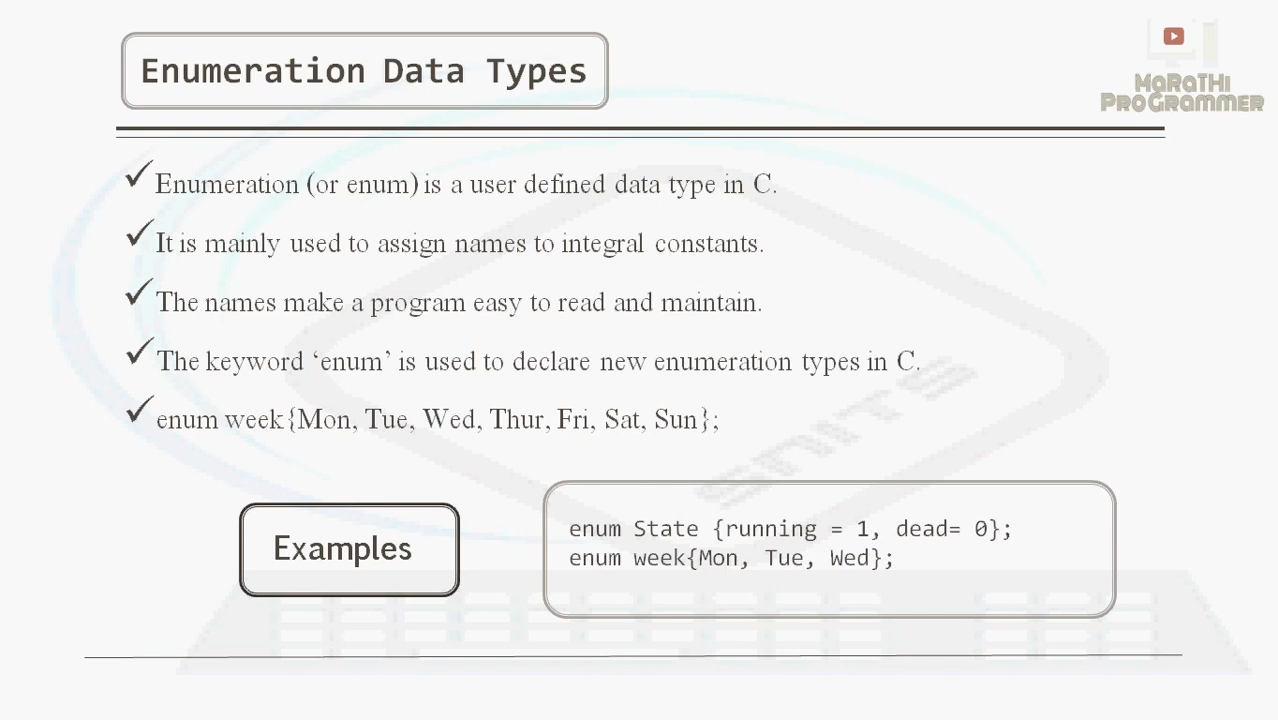 Enumeration Data Types
MaRaTHi
ProGrammer
✓Enumeration (or enum) is a user defined data type in C.
✓It is mainly used to assign names to integral constants.
✓The names make a program easy to read and maintain.
✓The keyword ‘enum’ is used to declare new enumeration types in C.
✓enum week{Mon, Tue, Wed, Thur, Fri, Sat, Sun};
SNITS
Examples
enum State {running = 1, dead= 0};
enum week{Mon, Tue, Wed};